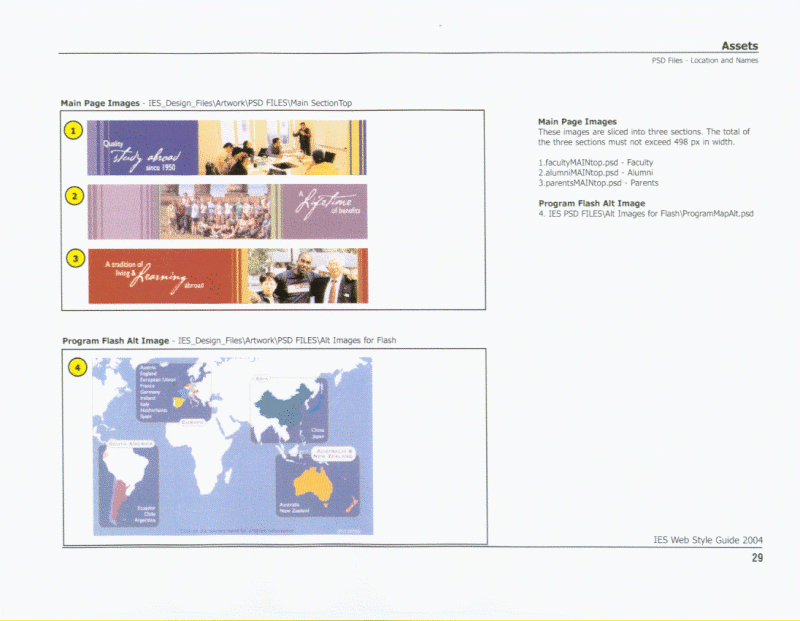 Assets
PSD Files - Location and Names
Main Page Images - IES_Design_Files\Artwork\PSD FILES\Main SectionTop
1
Quality
study abroad
since 1950
2
A
Lifetime
of benefits
3
A tradition of
living & Learning
abroad
Main Page Images
These images are sliced into three sections. The total of
the three sections must not exceed 498 px in width.
1.facultyMAINtop.psd - Faculty
2.alumniMAINtop.psd - Alumni
3.parentsMAINtop.psd - Parents
Program Flash Alt Image
4. IES PSD FILES\Alt Images for Flash\ProgramMapAlt.psd
Program Flash Alt Image - IES_Design_Files\Artwork\PSD FILES\Alt Images for Flash
4
Austria
England
European Union
France
Germany
Ireland
Italy
Netherlands
Spain
EUROPE
ASIA
China
Japan
SOUTH AMERICA
Ecuador
Chile
Argentina
AUSTRALIA &
NEW ZEALAND
Australia
New Zealand
IES Web Style Guide 2004
29